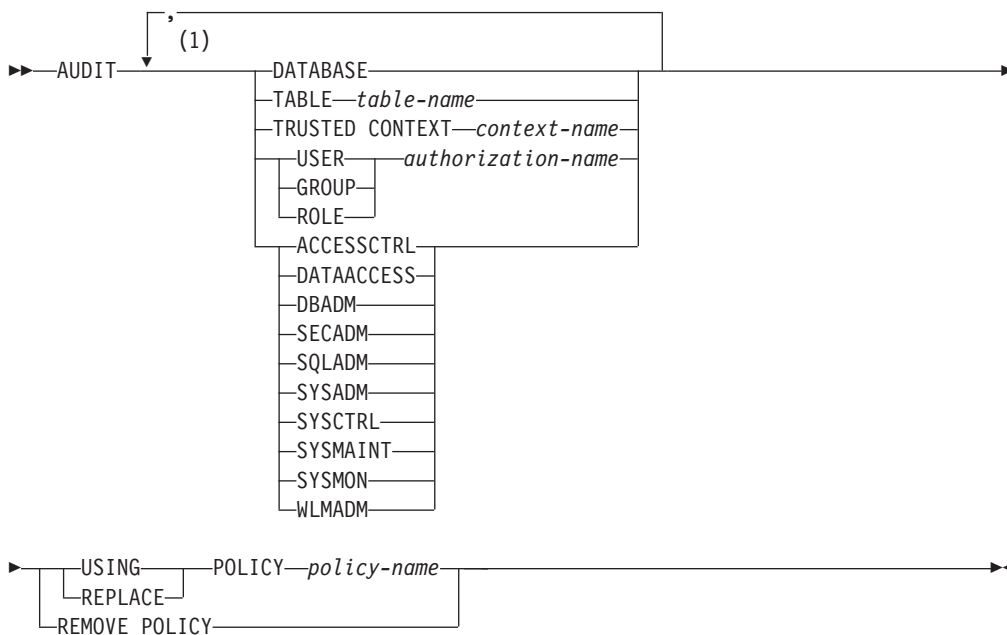 ,
(1)
AUDIT DATABASE
TABLE table-name
TRUSTED CONTEXT context-name
USER authorization-name
GROUP
ROLE
ACCESSCTRL
DATAACCESS
DBADM
SECADM
SQLADM
SYSADM
SYSCTRL
SYSMAINT
SYSMON
WLMADM
USING POLICY policy-name
REPLACE
REMOVE POLICY